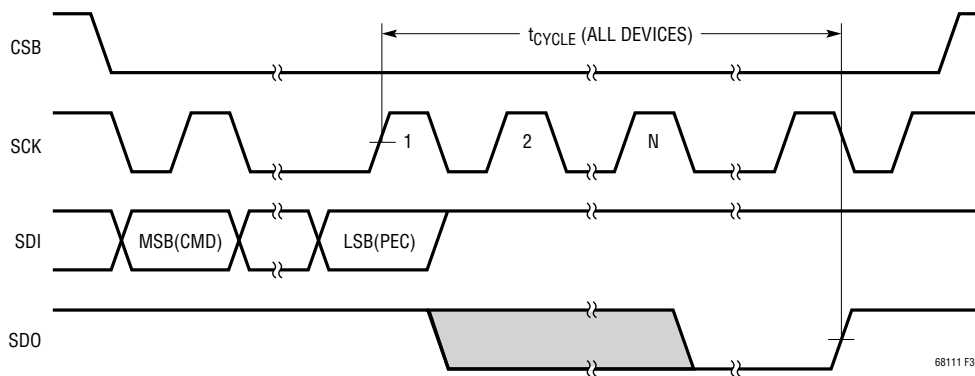 CSB
tCYCLE (ALL DEVICES)
SCK
1
2
N
SDI
MSB(CMD)
LSB(PEC)
SDO
68111 F3